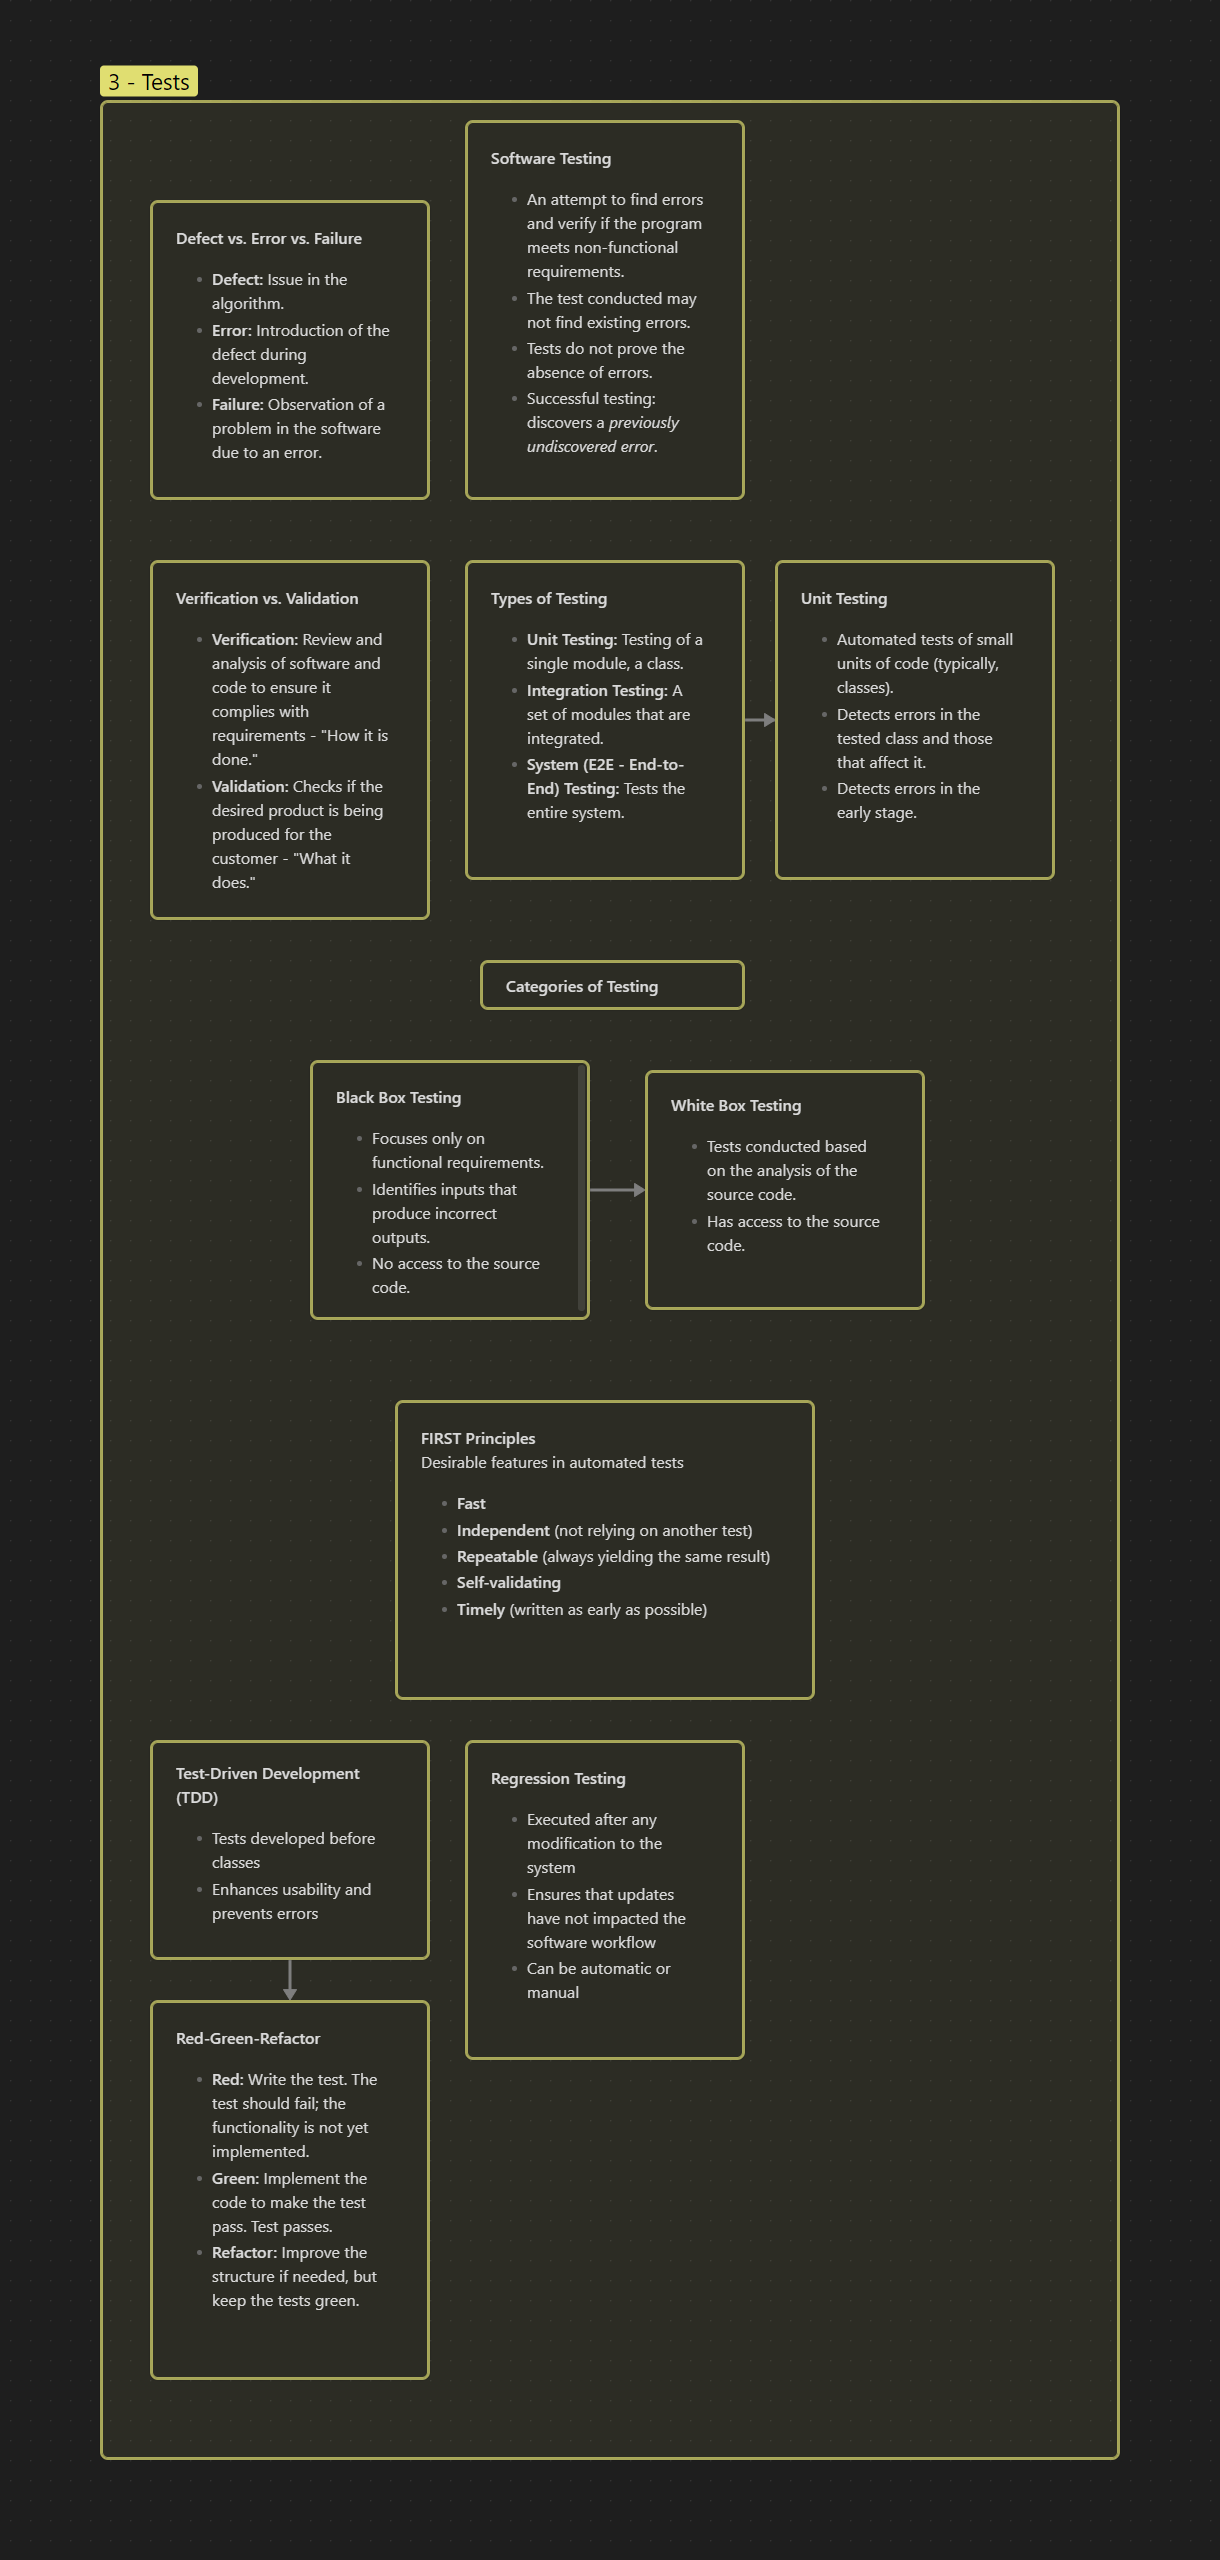 3 - Tests
Software Testing
An attempt to find errors
and verify if the program
meets non-functional
requirements.
The test conducted may
not find existing errors.
Tests do not prove the
absence of errors.
Successful testing:
discovers a previously
undiscovered error.
Defect vs. Error vs. Failure
Defect: Issue in the
algorithm.
Error: Introduction of the
defect during
development.
Failure: Observation of a
problem in the software
due to an error.
Verification vs. Validation
Verification: Review and
analysis of software and
code to ensure it
complies with
requirements - "How it is
done."
Validation: Checks if the
desired product is being
produced for the
customer - "What it
does."
Types of Testing
Unit Testing: Testing of a
single module, a class.
Integration Testing: A
set of modules that are
integrated.
System (E2E - End-to-
End) Testing: Tests the
entire system.
Unit Testing
Automated tests of small
units of code (typically,
classes).
Detects errors in the
tested class and those
that affect it.
Detects errors in the
early stage.
Categories of Testing
Black Box Testing
Focuses only on
functional requirements.
Identifies inputs that
produce incorrect
outputs.
No access to the source
code.
White Box Testing
Tests conducted based
on the analysis of the
source code.
Has access to the source
code.
FIRST Principles
Desirable features in automated tests
Fast
Independent (not relying on another test)
Repeatable (always yielding the same result)
Self-validating
Timely (written as early as possible)
Test-Driven Development
(TDD)
Tests developed before
classes
Enhances usability and
prevents errors
Regression Testing
Executed after any
modification to the
system
Ensures that updates
have not impacted the
software workflow
Can be automatic or
manual
Red-Green-Refactor
Red: Write the test. The
test should fail; the
functionality is not yet
implemented.
Green: Implement the
code to make the test
pass. Test passes.
Refactor: Improve the
structure if needed, but
keep the tests green.